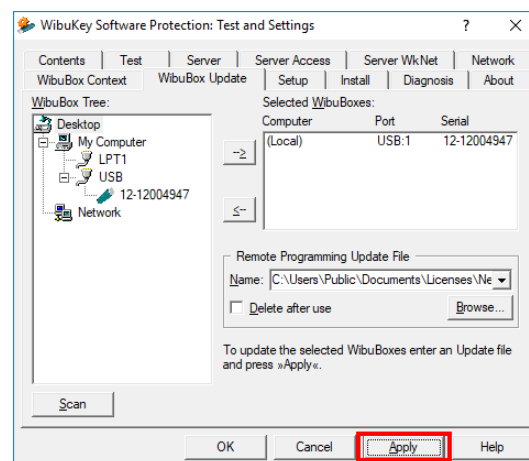 WibuKey Software Protection: Test and Settings ? X
Contents Test Server Server Access Server WkNet Network
WibuBox Context WibuBox Update Setup Install Diagnosis About
WibuBox Tree:
Desktop
My Computer
LPT1
USB
12-12004947
Network
Scan
Selected WibuBoxes:
Computer Port Serial
(Local) USB:1 12-12004947
-->
<--
Remote Programming Update File
Name: C:\Users\Public\Documents\Licenses\Ne
Delete after use Browse...
To update the selected WibuBoxes enter an Update file
and press »Apply«.
OK Cancel Apply Help